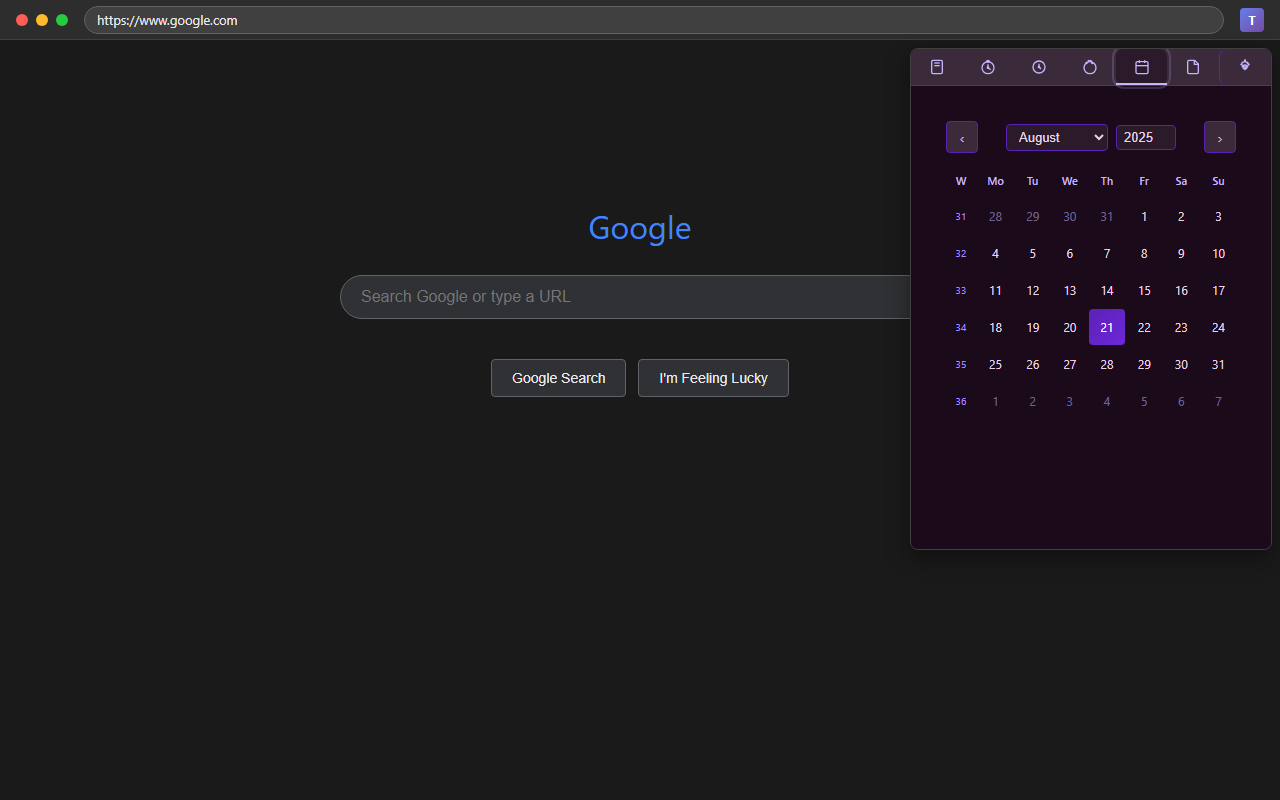 https://www.google.com
T
‹ August 2025 ›
W Mo Tu We Th Fr Sa Su
31 28 29 30 31 1 2 3
32 4 5 6 7 8 9 10
33 11 12 13 14 15 16 17
34 18 19 20 21 22 23 24
35 25 26 27 28 29 30 31
36 1 2 3 4 5 6 7
Google
Search Google or type a URL
Google Search
I'm Feeling Lucky